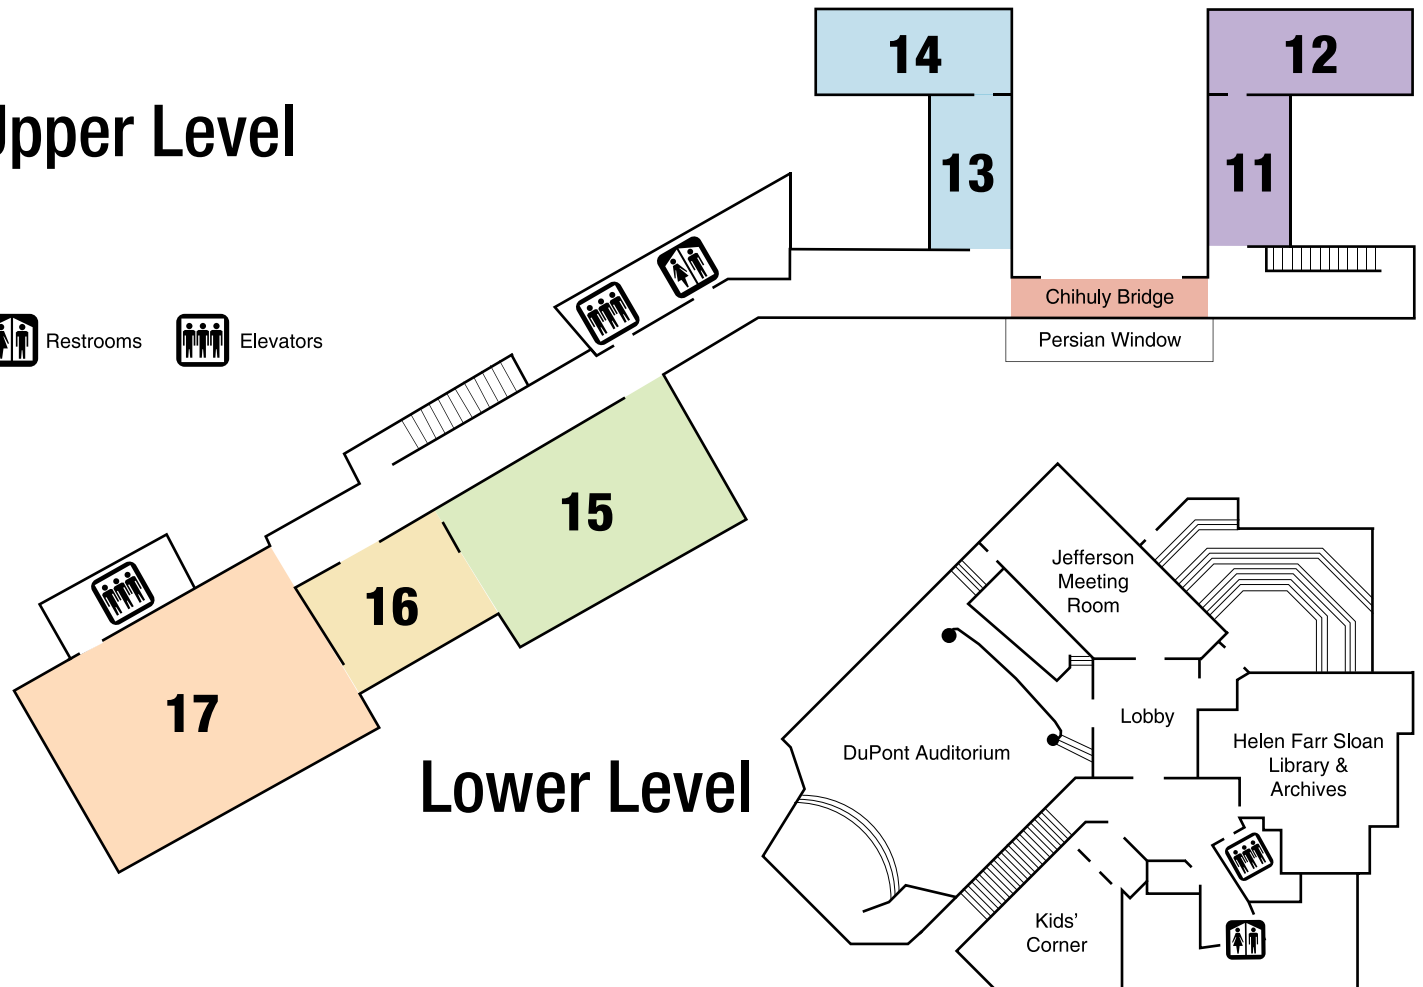 Upper Level
Restrooms
Elevators
14
12
13
11
Chihuly Bridge
Persian Window
15
16
17
Lower Level
Jefferson
Meeting
Room
Lobby
DuPont Auditorium
Helen Farr Sloan
Library &
Archives
Kids'
Corner